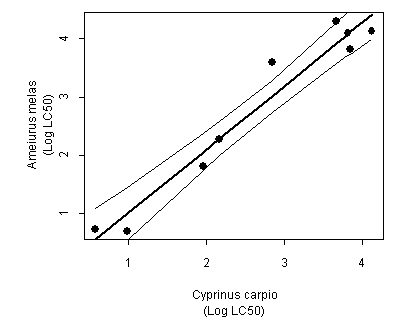 Ameiurus melas
(Log LC50)
4
3
2
1
1 2 3 4
Cyprinus carpio
(Log LC50)